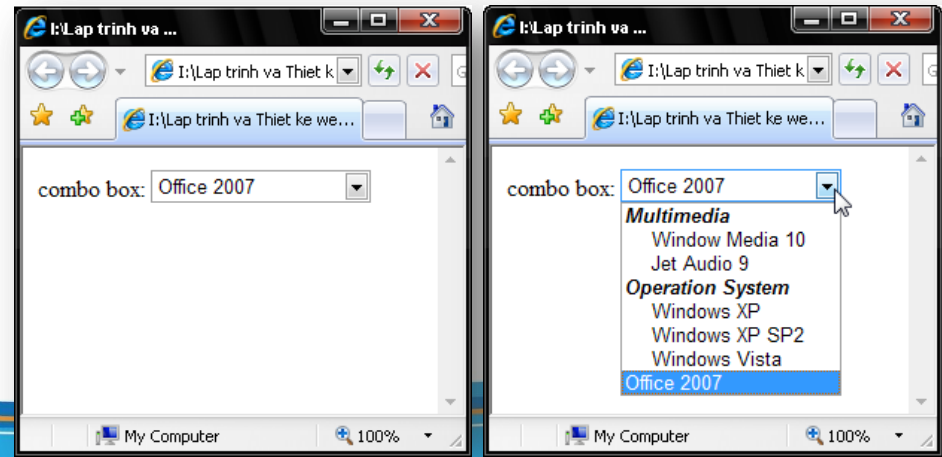 I:\Lap trinh va ...
I:\Lap trinh va Thiet k
I:\Lap trinh va Thiet ke we...
combo box: Office 2007
My Computer
100%
I:\Lap trinh va ...
I:\Lap trinh va Thiet k
I:\Lap trinh va Thiet ke we...
combo box: Office 2007
Multimedia
Window Media 10
Jet Audio 9
Operation System
Windows XP
Windows XP SP2
Windows Vista
Office 2007
My Computer
100%